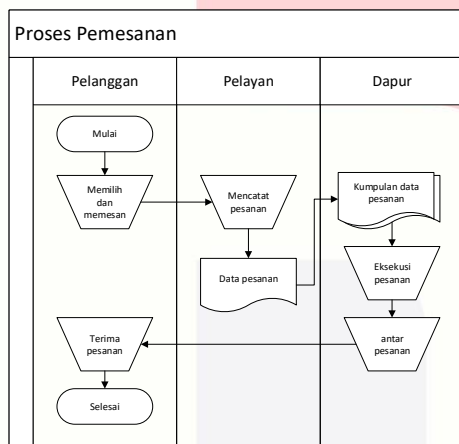 Proses Pemesanan
Pelanggan
Pelayan
Dapur
Mulai
Memilih
dan
memesan
Mencatat
pesanan
Kumpulan data
pesanan
Data pesanan
Eksekusi
pesanan
Terima
pesanan
antar
pesanan
Selesai